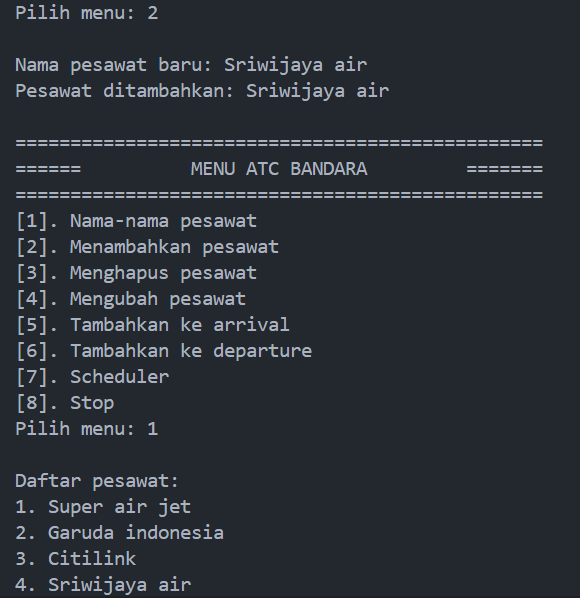 Pilih menu: 2
Nama pesawat baru: Sriwijaya air
Pesawat ditambahkan: Sriwijaya air
================================================
======          MENU ATC BANDARA         =======
================================================
[1]. Nama-nama pesawat
[2]. Menambahkan pesawat
[3]. Menghapus pesawat
[4]. Mengubah pesawat
[5]. Tambahkan ke arrival
[6]. Tambahkan ke departure
[7]. Scheduler
[8]. Stop
Pilih menu: 1
Daftar pesawat:
1. Super air jet
2. Garuda indonesia
3. Citilink
4. Sriwijaya air